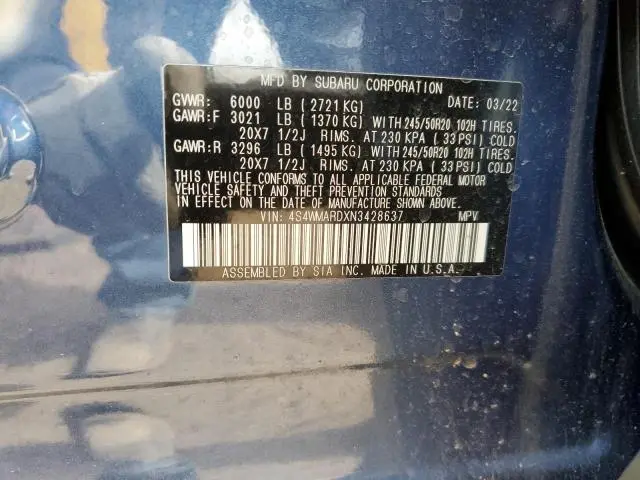 MFD BY SUBARU CORPORATION
GVWR: 6000 LB ( 2721 KG) DATE: 03/22
GAWR:F 3021 LB ( 1370 KG) WITH 245/50R20 102H TIRES.
20X7 1/2J RIMS. AT 230 KPA ( 33 PSI) COLD
GAWR:R 3296 LB ( 1495 KG) WITH 245/50R20 102H TIRES.
20X7 1/2J RIMS. AT 230 KPA ( 33 PSI) COLD
THIS VEHICLE CONFORMS TO ALL APPLICABLE FEDERAL MOTOR
VEHICLE SAFETY AND THEFT PREVENTION STANDARDS
IN EFFECT ON THE DATE OF MANUFACTURE SHOWN ABOVE.
VIN: 4S4WMARDXN3428637 MPV
ASSEMBLED BY SIA INC. MADE IN U.S.A.